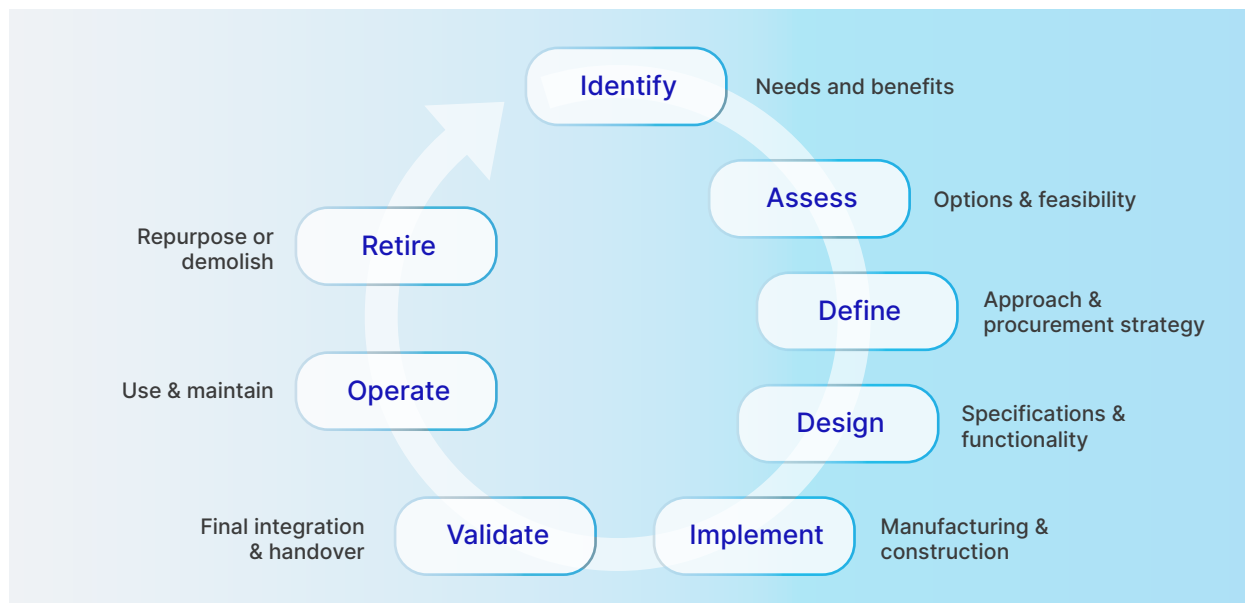 Identify
Needs and benefits
Assess
Options & feasibility
Define
Approach &
procurement strategy
Design
Specifications &
functionality
Implement
Manufacturing &
construction
Validate
Final integration
& handover
Operate
Use & maintain
Retire
Repurpose or
demolish